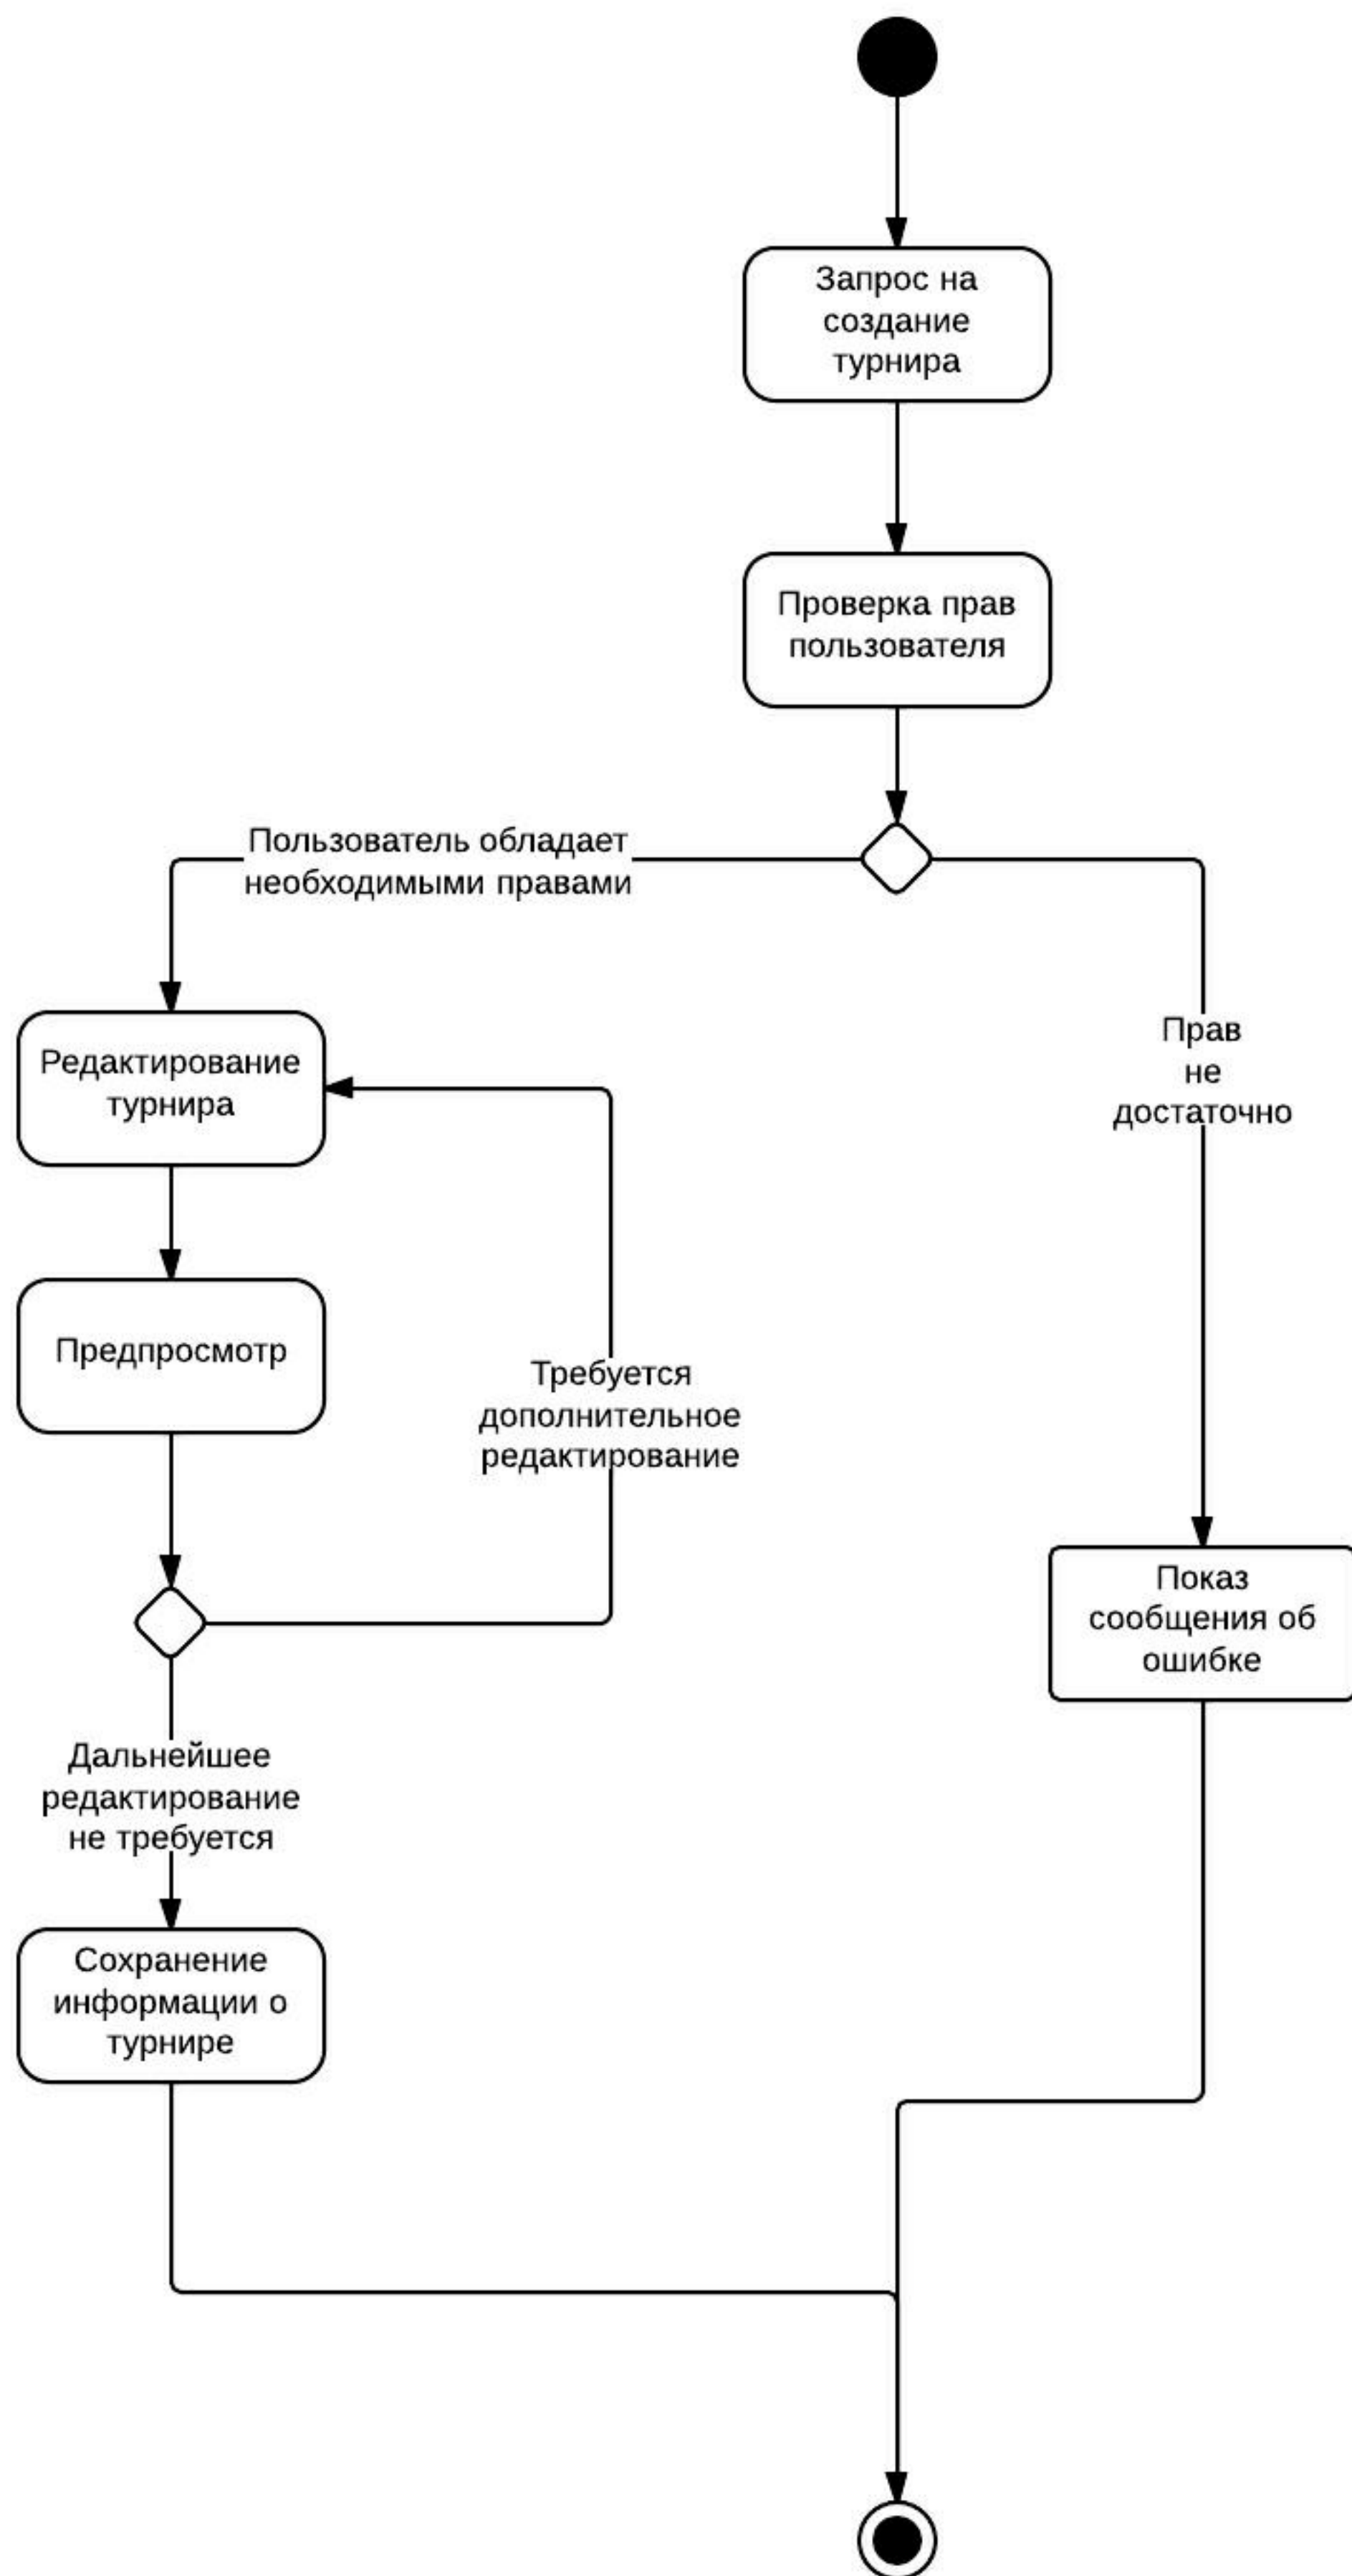 Запрос на
создание
турнира
Проверка прав
пользователя
Пользователь обладает
необходимыми правами
Прав
не
достаточно
Редактирование
турнира
Предпросмотр
Требуется
дополнительное
редактирование
Показ
сообщения об
ошибке
Дальнейшее
редактирование
не требуется
Сохранение
информации о
турнире